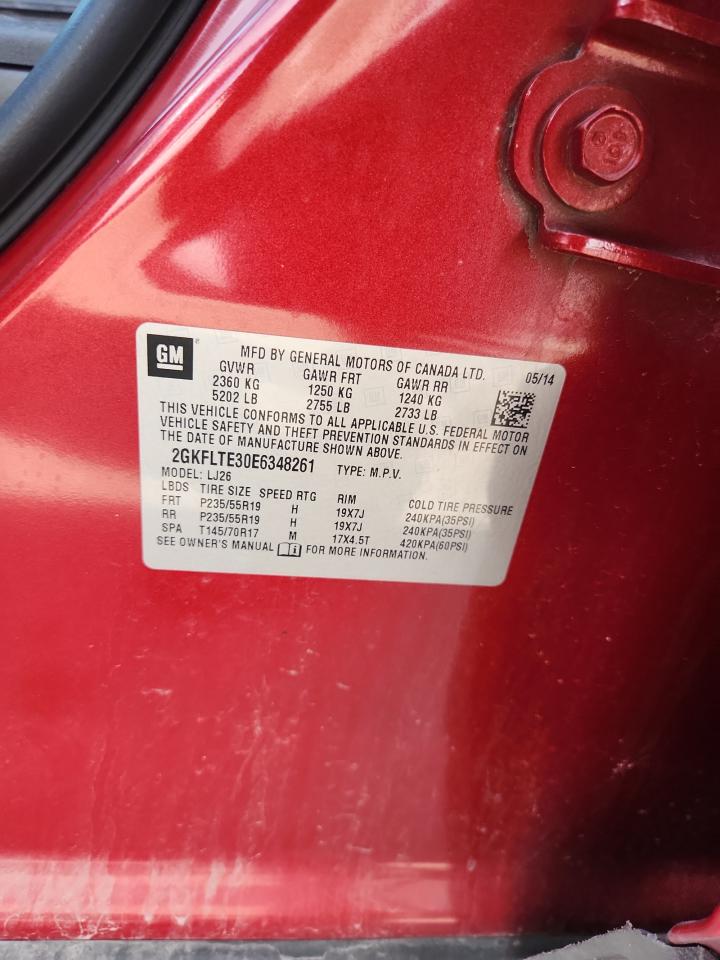 GM
MFD BY GENERAL MOTORS OF CANADA LTD. 05/14
GVWR GAWR FRT GAWR RR
2360 KG 1250 KG 1240 KG
5202 LB 2755 LB 2733 LB
THIS VEHICLE CONFORMS TO ALL APPLICABLE U.S. FEDERAL MOTOR
VEHICLE SAFETY AND THEFT PREVENTION STANDARDS IN EFFECT ON
THE DATE OF MANUFACTURE SHOWN ABOVE.
2GKFLTE30E6348261 TYPE: M.P.V.
MODEL: LJ26
LBDS TIRE SIZE SPEED RTG RIM COLD TIRE PRESSURE
FRT P235/55R19 H 19X7J 240KPA(35PSI)
RR P235/55R19 H 19X7J 240KPA(35PSI)
SPA T145/70R17 M 17X4.5T 420KPA(60PSI)
SEE OWNER'S MANUAL FOR MORE INFORMATION.